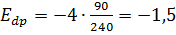 E_dp = −4 · 90/240 = −1,5